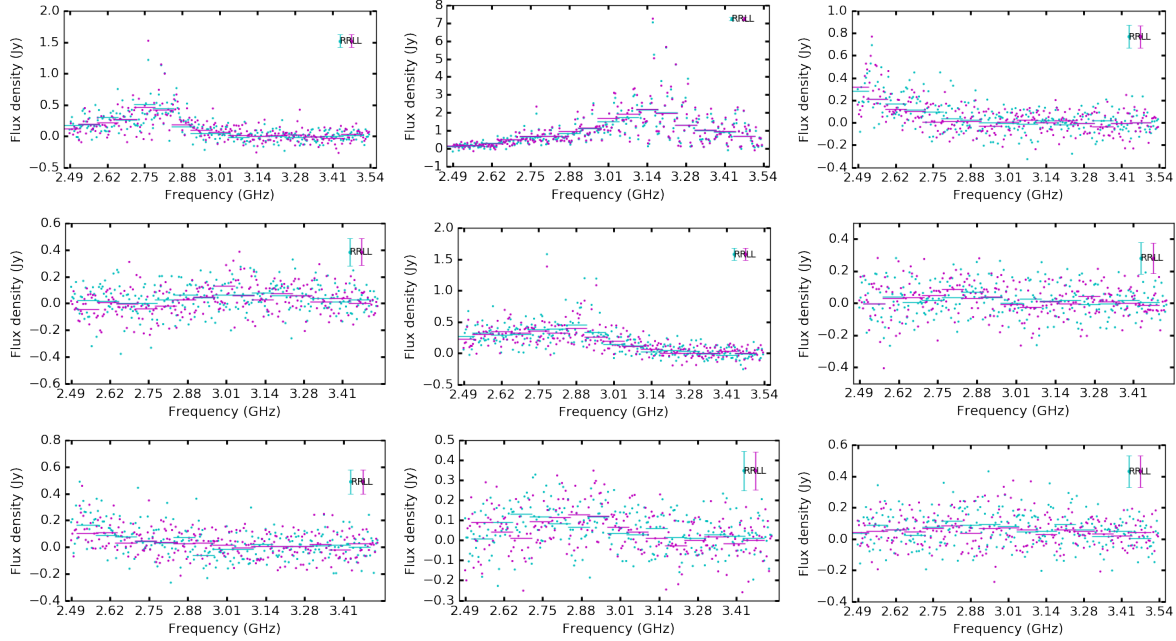 2.0
1.5
1.0
0.5
0.0
−0.5
Flux density (Jy)
RRLL
2.49 2.62 2.75 2.88 3.01 3.14 3.28 3.41 3.54
Frequency (GHz)
8
7
6
5
4
3
2
1
0
−1
Flux density (Jy)
RRLL
2.49 2.62 2.75 2.88 3.01 3.14 3.28 3.41 3.54
Frequency (GHz)
1.0
0.8
0.6
0.4
0.2
0.0
−0.2
−0.4
Flux density (Jy)
RRLL
2.49 2.62 2.75 2.88 3.01 3.14 3.28 3.41 3.54
Frequency (GHz)
0.6
0.4
0.2
0.0
−0.2
−0.4
−0.6
Flux density (Jy)
RRLL
2.49 2.62 2.75 2.88 3.01 3.14 3.28 3.41
Frequency (GHz)
2.0
1.5
1.0
0.5
0.0
−0.5
Flux density (Jy)
RRLL
2.49 2.62 2.75 2.88 3.01 3.14 3.28 3.41 3.54
Frequency (GHz)
0.4
0.2
0.0
−0.2
−0.4
Flux density (Jy)
RRLL
2.49 2.62 2.75 2.88 3.01 3.14 3.28 3.41
Frequency (GHz)
0.8
0.6
0.4
0.2
0.0
−0.2
−0.4
Flux density (Jy)
RRLL
2.49 2.62 2.75 2.88 3.01 3.14 3.28 3.41
Frequency (GHz)
0.5
0.4
0.3
0.2
0.1
0.0
−0.1
−0.2
−0.3
Flux density (Jy)
RRLL
2.49 2.62 2.75 2.88 3.01 3.14 3.28 3.41
Frequency (GHz)
0.6
0.4
0.2
0.0
−0.2
−0.4
Flux density (Jy)
RRLL
2.49 2.62 2.75 2.88 3.01 3.14 3.28 3.41 3.54
Frequency (GHz)